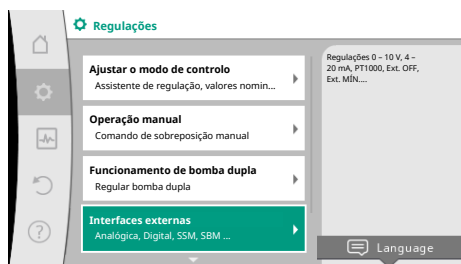 Regulações
Ajustar o modo de controlo
Assistente de regulação, valores nomin...
Operação manual
Comando de sobreposição manual
Funcionamento de bomba dupla
Regular bomba dupla
Interfaces externas
Analógica, Digital, SSM, SBM ...
Regulações 0 – 10 V, 4 –
20 mA, PT1000, Ext. OFF,
Ext. MÍN....
Language